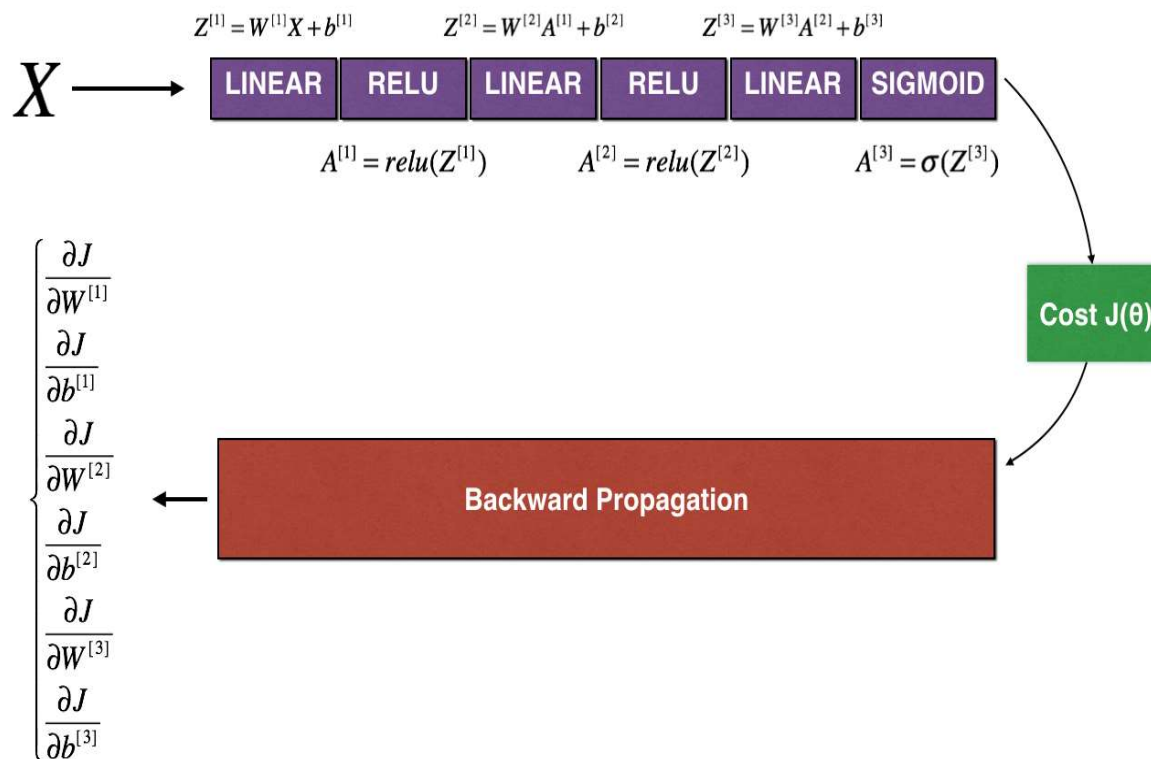 Z^[1] = W^[1]X + b^[1] Z^[2] = W^[2]A^[1] + b^[2] Z^[3] = W^[3]A^[2] + b^[3]
X LINEAR RELU LINEAR RELU LINEAR SIGMOID
A^[1] = relu(Z^[1]) A^[2] = relu(Z^[2]) A^[3] = σ(Z^[3])
Cost J(θ)
Backward Propagation
∂J
∂W^[1]
∂J
∂b^[1]
∂J
∂W^[2]
∂J
∂b^[2]
∂J
∂W^[3]
∂J
∂b^[3]